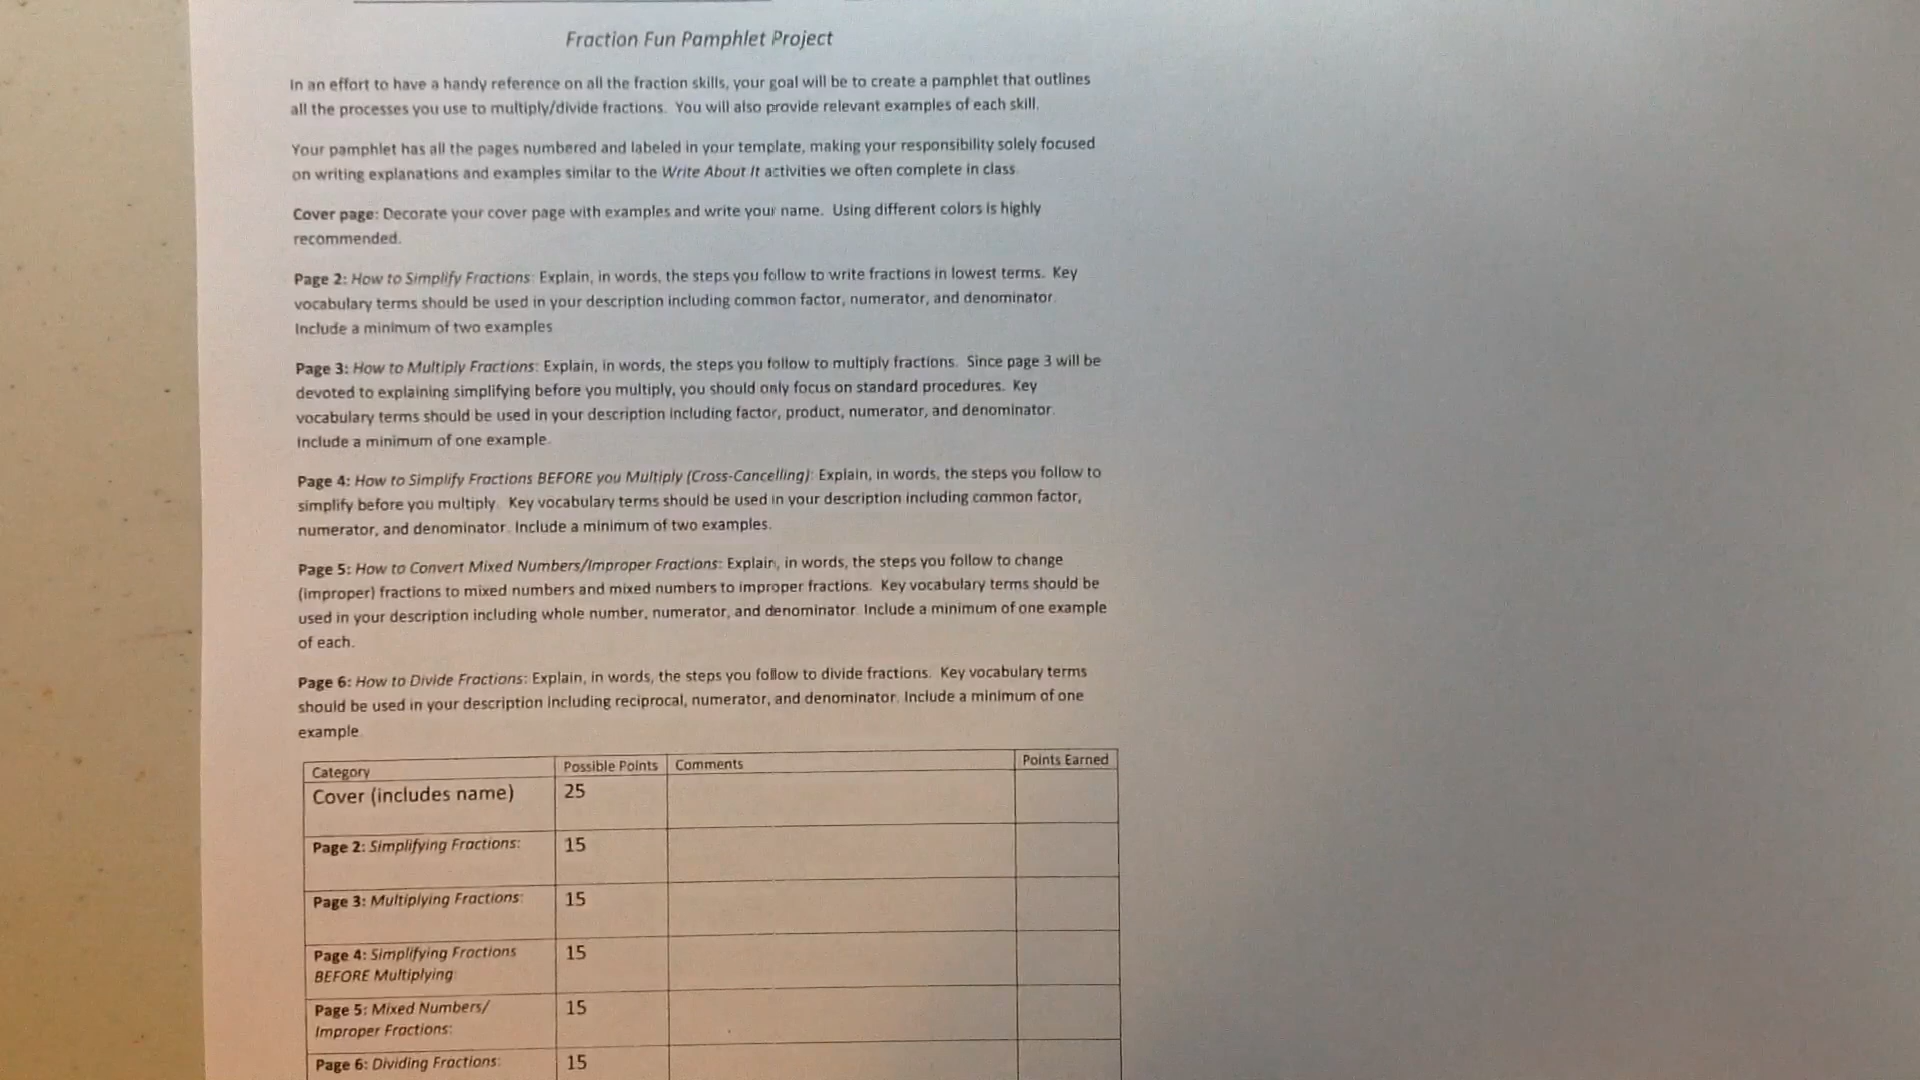 Fraction Fun Pamphlet Project
In an effort to have a handy reference on all the fraction skills, your goal will be to create a pamphlet that outlines
all the processes you use to multiply/divide fractions. You will also provide relevant examples of each skill.
Your pamphlet has all the pages numbered and labeled in your template, making your responsibility solely focused
on writing explanations and examples similar to the Write About It activities we often complete in class.
Cover page: Decorate your cover page with examples and write your name. Using different colors is highly
recommended.
Page 2: How to Simplify Fractions: Explain, in words, the steps you follow to write fractions in lowest terms. Key
vocabulary terms should be used in your description including common factor, numerator, and denominator.
Include a minimum of two examples
Page 3: How to Multiply Fractions: Explain, in words, the steps you follow to multiply fractions. Since page 3 will be
devoted to explaining simplifying before you multiply, you should only focus on standard procedures. Key
vocabulary terms should be used in your description including factor, product, numerator, and denominator.
Include a minimum of one example.
Page 4: How to Simplify Fractions BEFORE you Multiply (Cross-Cancelling): Explain, in words, the steps you follow to
simplify before you multiply. Key vocabulary terms should be used in your description including common factor,
numerator, and denominator. Include a minimum of two examples.
Page 5: How to Convert Mixed Numbers/Improper Fractions: Explain, in words, the steps you follow to change
(improper) fractions to mixed numbers and mixed numbers to improper fractions. Key vocabulary terms should be
used in your description including whole number, numerator, and denominator. Include a minimum of one example
of each.
Page 6: How to Divide Fractions: Explain, in words, the steps you follow to divide fractions. Key vocabulary terms
should be used in your description including reciprocal, numerator, and denominator. Include a minimum of one
example.
Category Possible Points Comments Points Earned
Cover (includes name) 25
Page 2: Simplifying Fractions: 15
Page 3: Multiplying Fractions: 15
Page 4: Simplifying Fractions 15
BEFORE Multiplying
Page 5: Mixed Numbers/ 15
Improper Fractions:
Page 6: Dividing Fractions: 15